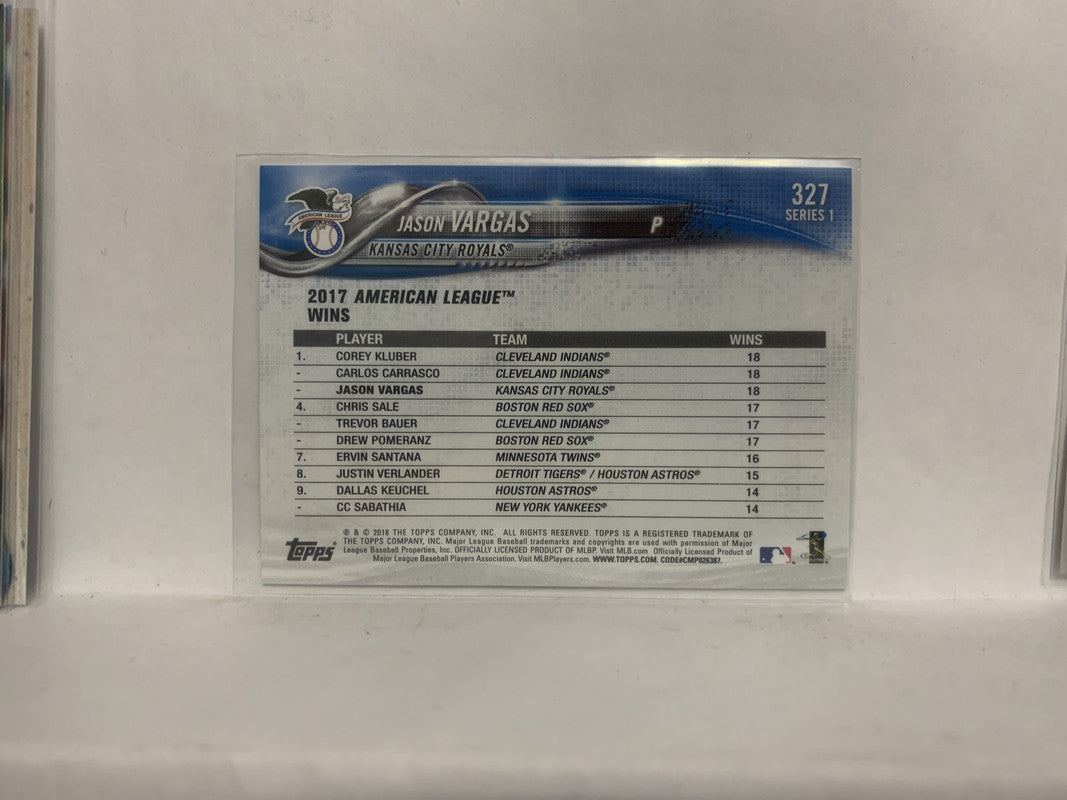 327
SERIES 1
AMERICAN LEAGUE
JASON VARGAS P
KANSAS CITY ROYALS®
2017 AMERICAN LEAGUE™
WINS
PLAYER TEAM WINS
1. COREY KLUBER CLEVELAND INDIANS® 18
- CARLOS CARRASCO CLEVELAND INDIANS® 18
- JASON VARGAS KANSAS CITY ROYALS® 18
4. CHRIS SALE BOSTON RED SOX® 17
- TREVOR BAUER CLEVELAND INDIANS® 17
- DREW POMERANZ BOSTON RED SOX® 17
7. ERVIN SANTANA MINNESOTA TWINS® 16
8. JUSTIN VERLANDER DETROIT TIGERS® / HOUSTON ASTROS® 15
9. DALLAS KEUCHEL HOUSTON ASTROS® 14
- CC SABATHIA NEW YORK YANKEES® 14
Topps®
® & © 2018 THE TOPPS COMPANY, INC. ALL RIGHTS RESERVED. TOPPS IS A REGISTERED TRADEMARK OF
THE TOPPS COMPANY, INC. Major League Baseball trademarks and copyrights are used with permission of Major
League Baseball Properties, Inc. OFFICIALLY LICENSED PRODUCT OF MLBP. Visit MLB.com Officially Licensed Product of
Major League Baseball Players Association. Visit MLBPlayers.com. WWW.TOPPS.COM. CODE#CMP026387.